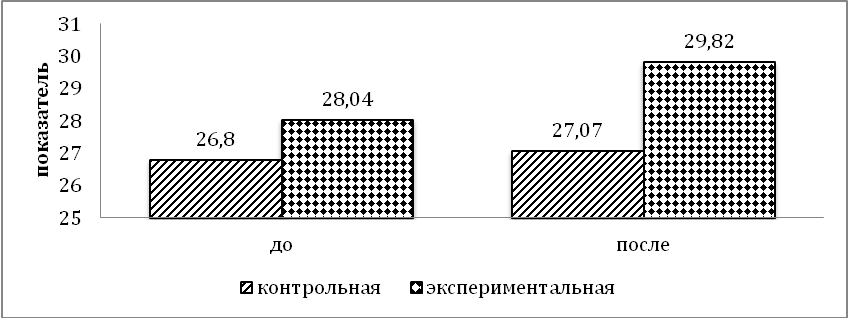 показатель
31
30
29
28
27
26
25
26,8
28,04
27,07
29,82
до
после
контрольная
экспериментальная